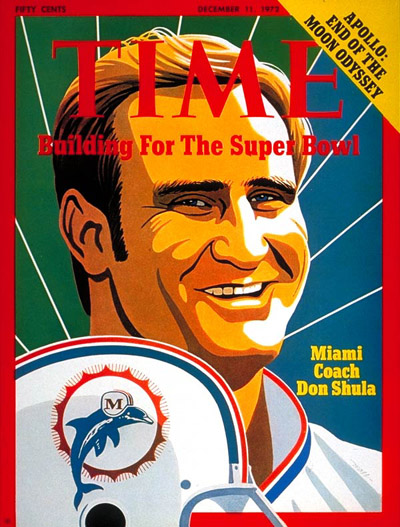 FIFTY CENTS
DECEMBER 11, 1972
APOLLO:
END OF THE
MOON ODYSSEY
TIME
Building For The Super Bowl
Miami
Coach
Don Shula
M